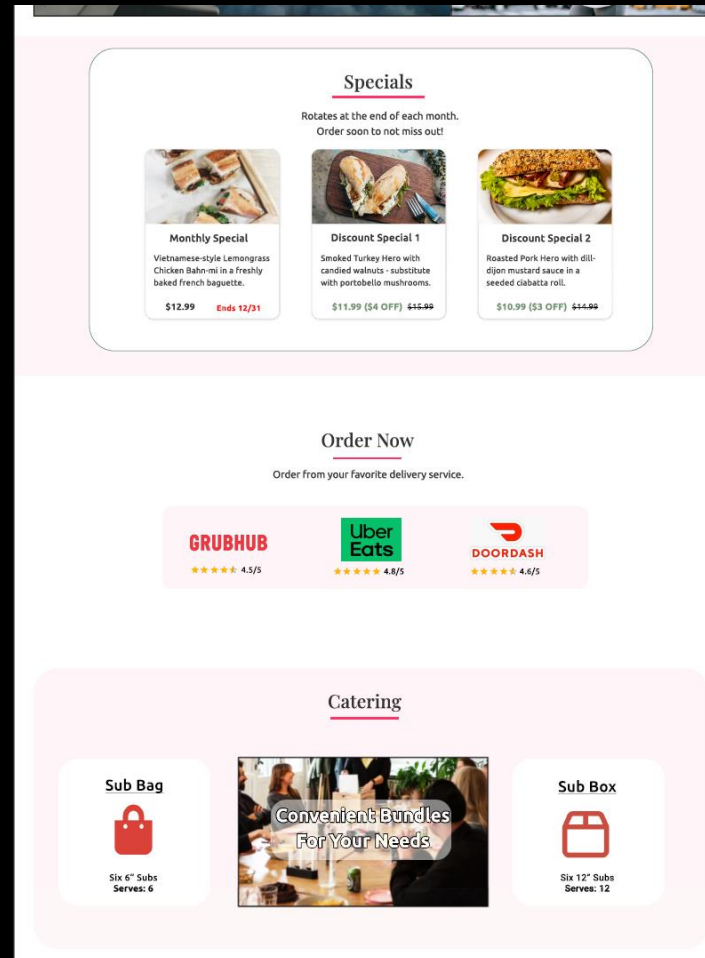 Specials
Rotates at the end of each month.
Order soon to not miss out!
Monthly Special
Vietnamese-style Lemongrass
Chicken Bahn-mi in a freshly
baked french baguette.
$12.99 Ends 12/31
Discount Special 1
Smoked Turkey Hero with
candied walnuts - substitute
with portobello mushrooms.
$11.99 ($4 OFF) $15.99
Discount Special 2
Roasted Pork Hero with dill-
dijon mustard sauce in a
seeded ciabatta roll.
$10.99 ($3 OFF) $14.99
Order Now
Order from your favorite delivery service.
GRUBHUB
4.5/5
Uber
Eats
4.8/5
DOORDASH
4.6/5
Catering
Sub Bag
Six 6” Subs
Serves: 6
Convenient Bundles
For Your Needs
Sub Box
Six 12” Subs
Serves: 12